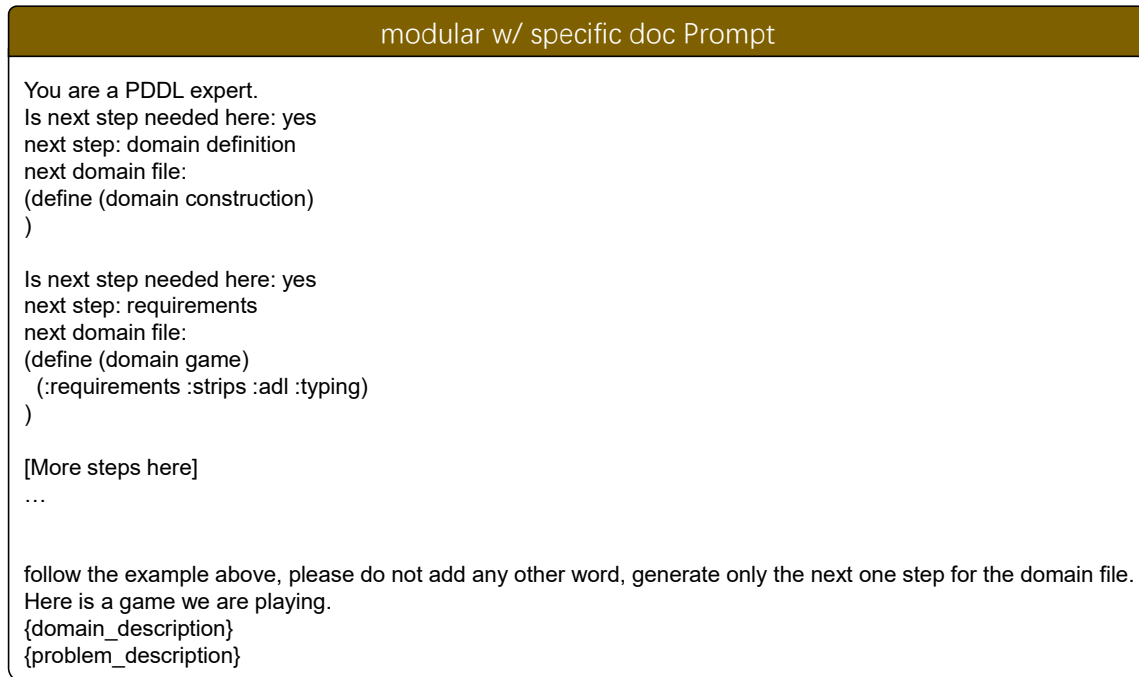 modular w/ specific doc Prompt
You are a PDDL expert.
Is next step needed here: yes
next step: domain definition
next domain file:
(define (domain construction)
)
Is next step needed here: yes
next step: requirements
next domain file:
(define (domain game)
(:requirements :strips :adl :typing)
)
[More steps here]
…
follow the example above, please do not add any other word, generate only the next one step for the domain file.
Here is a game we are playing.
{domain_description}
{problem_description}